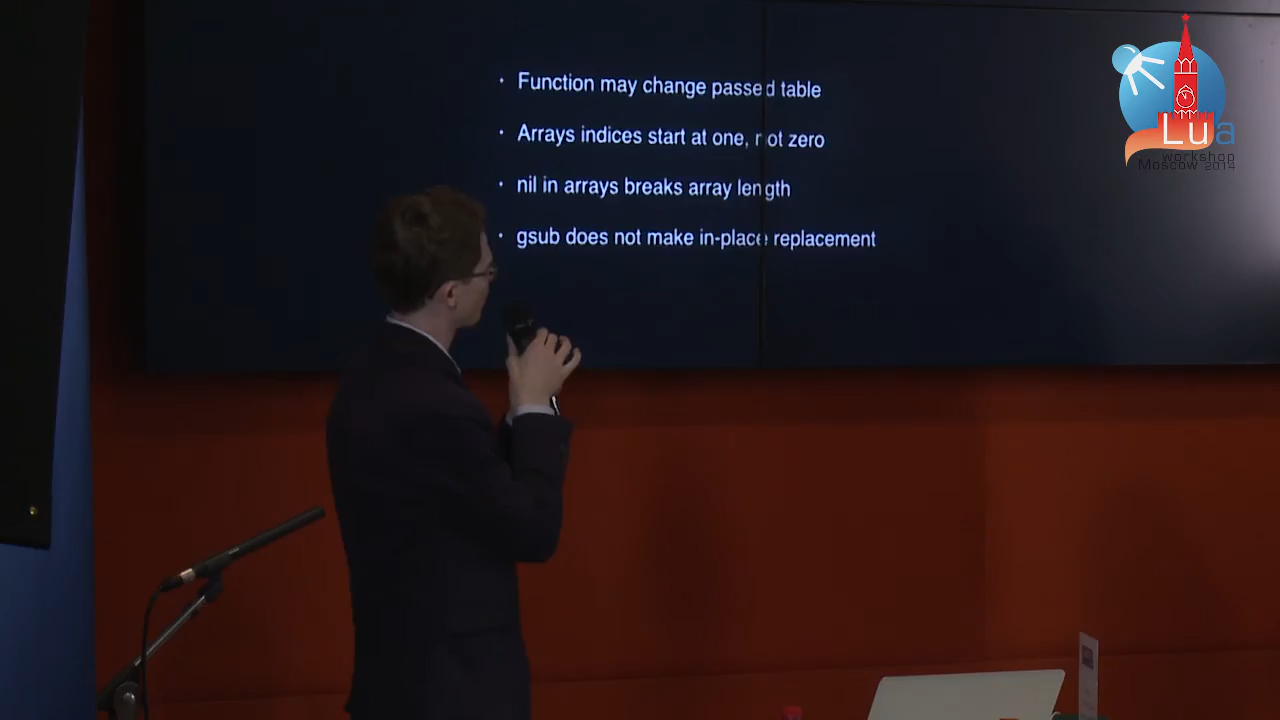 • Function may change passed table
• Arrays indices start at one, not zero
• nil in arrays breaks array length
• gsub does not make in-place replacement
Lua
workshop
Moscow 2014